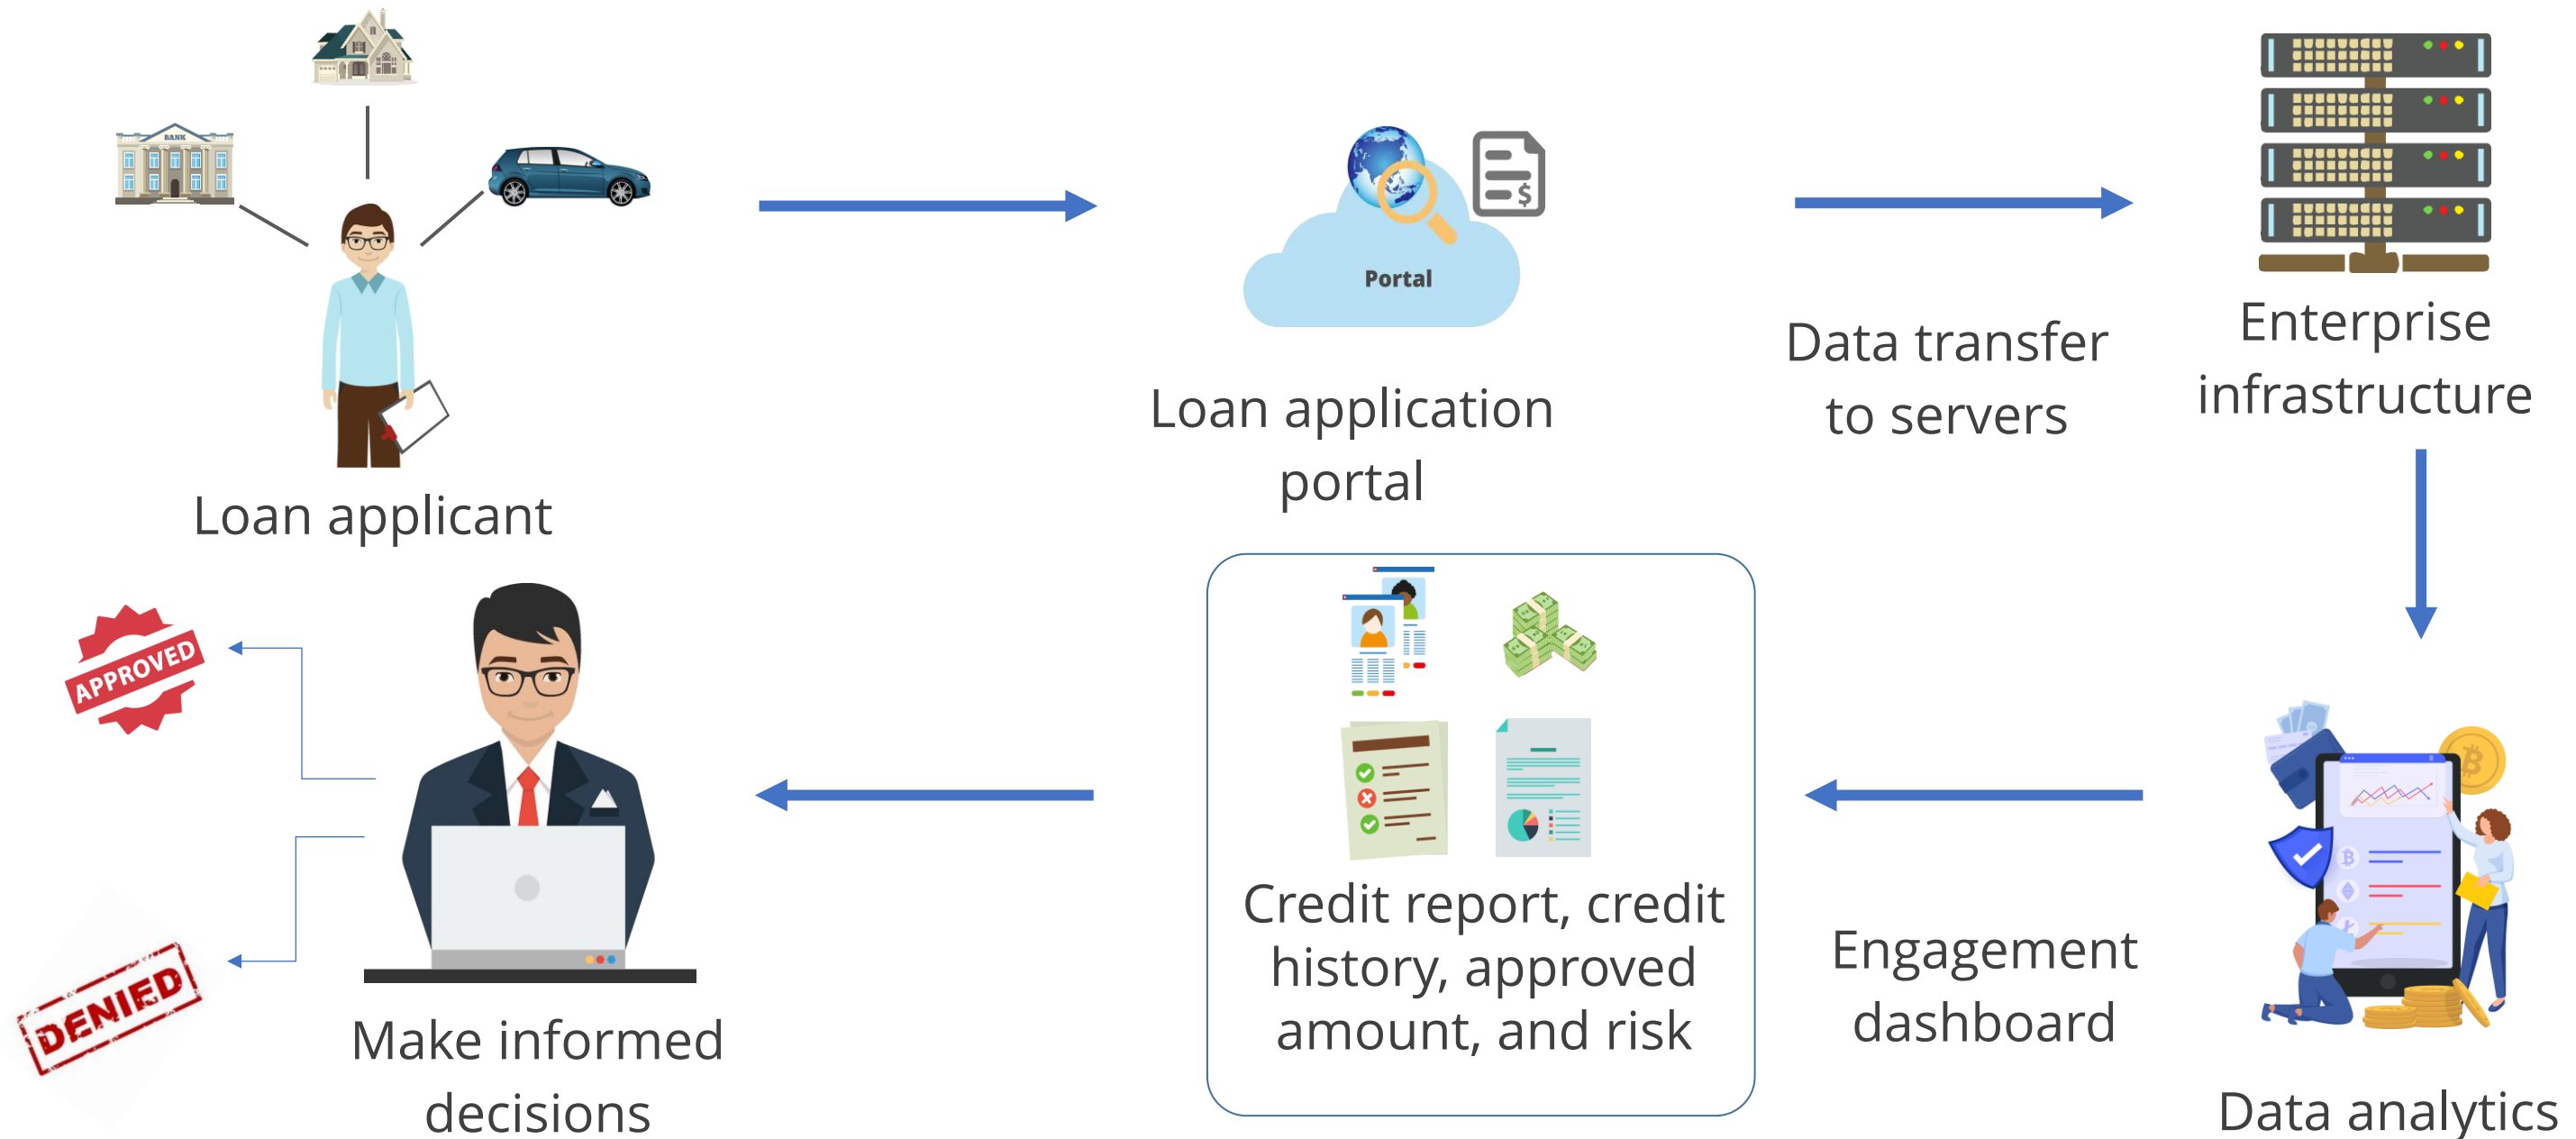 BANK
Portal
$
Loan applicant
Loan application
portal
Data transfer
to servers
Enterprise
infrastructure
APPROVED
DENIED
Make informed
decisions
Credit report, credit
history, approved
amount, and risk
Engagement
dashboard
Data analytics